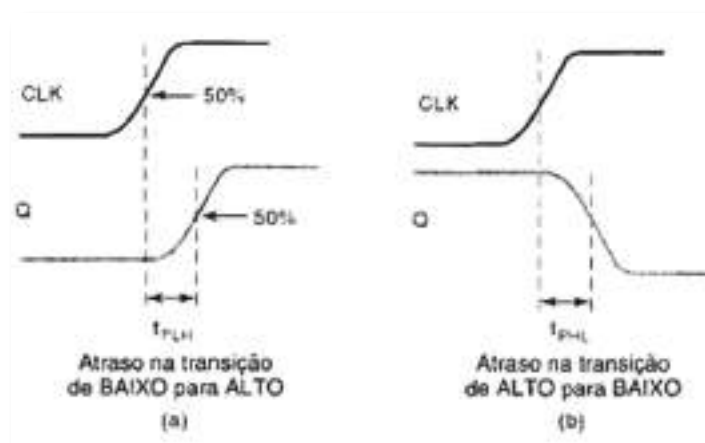 CLK
50%
Q
50%
tPLH
Atraso na transição
de BAIXO para ALTO
(a)
CLK
Q
tPHL
Atraso na transição
de ALTO para BAIXO
(b)